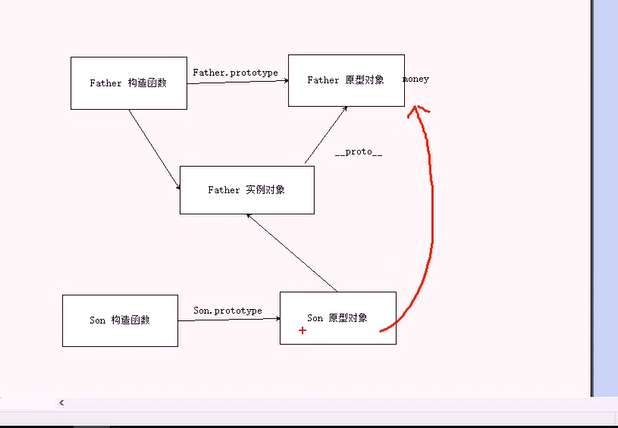 Father.prototype
Father 构造函数
Father 原型对象
money
__proto__
Father 实例对象
Son.prototype
Son 构造函数
Son 原型对象